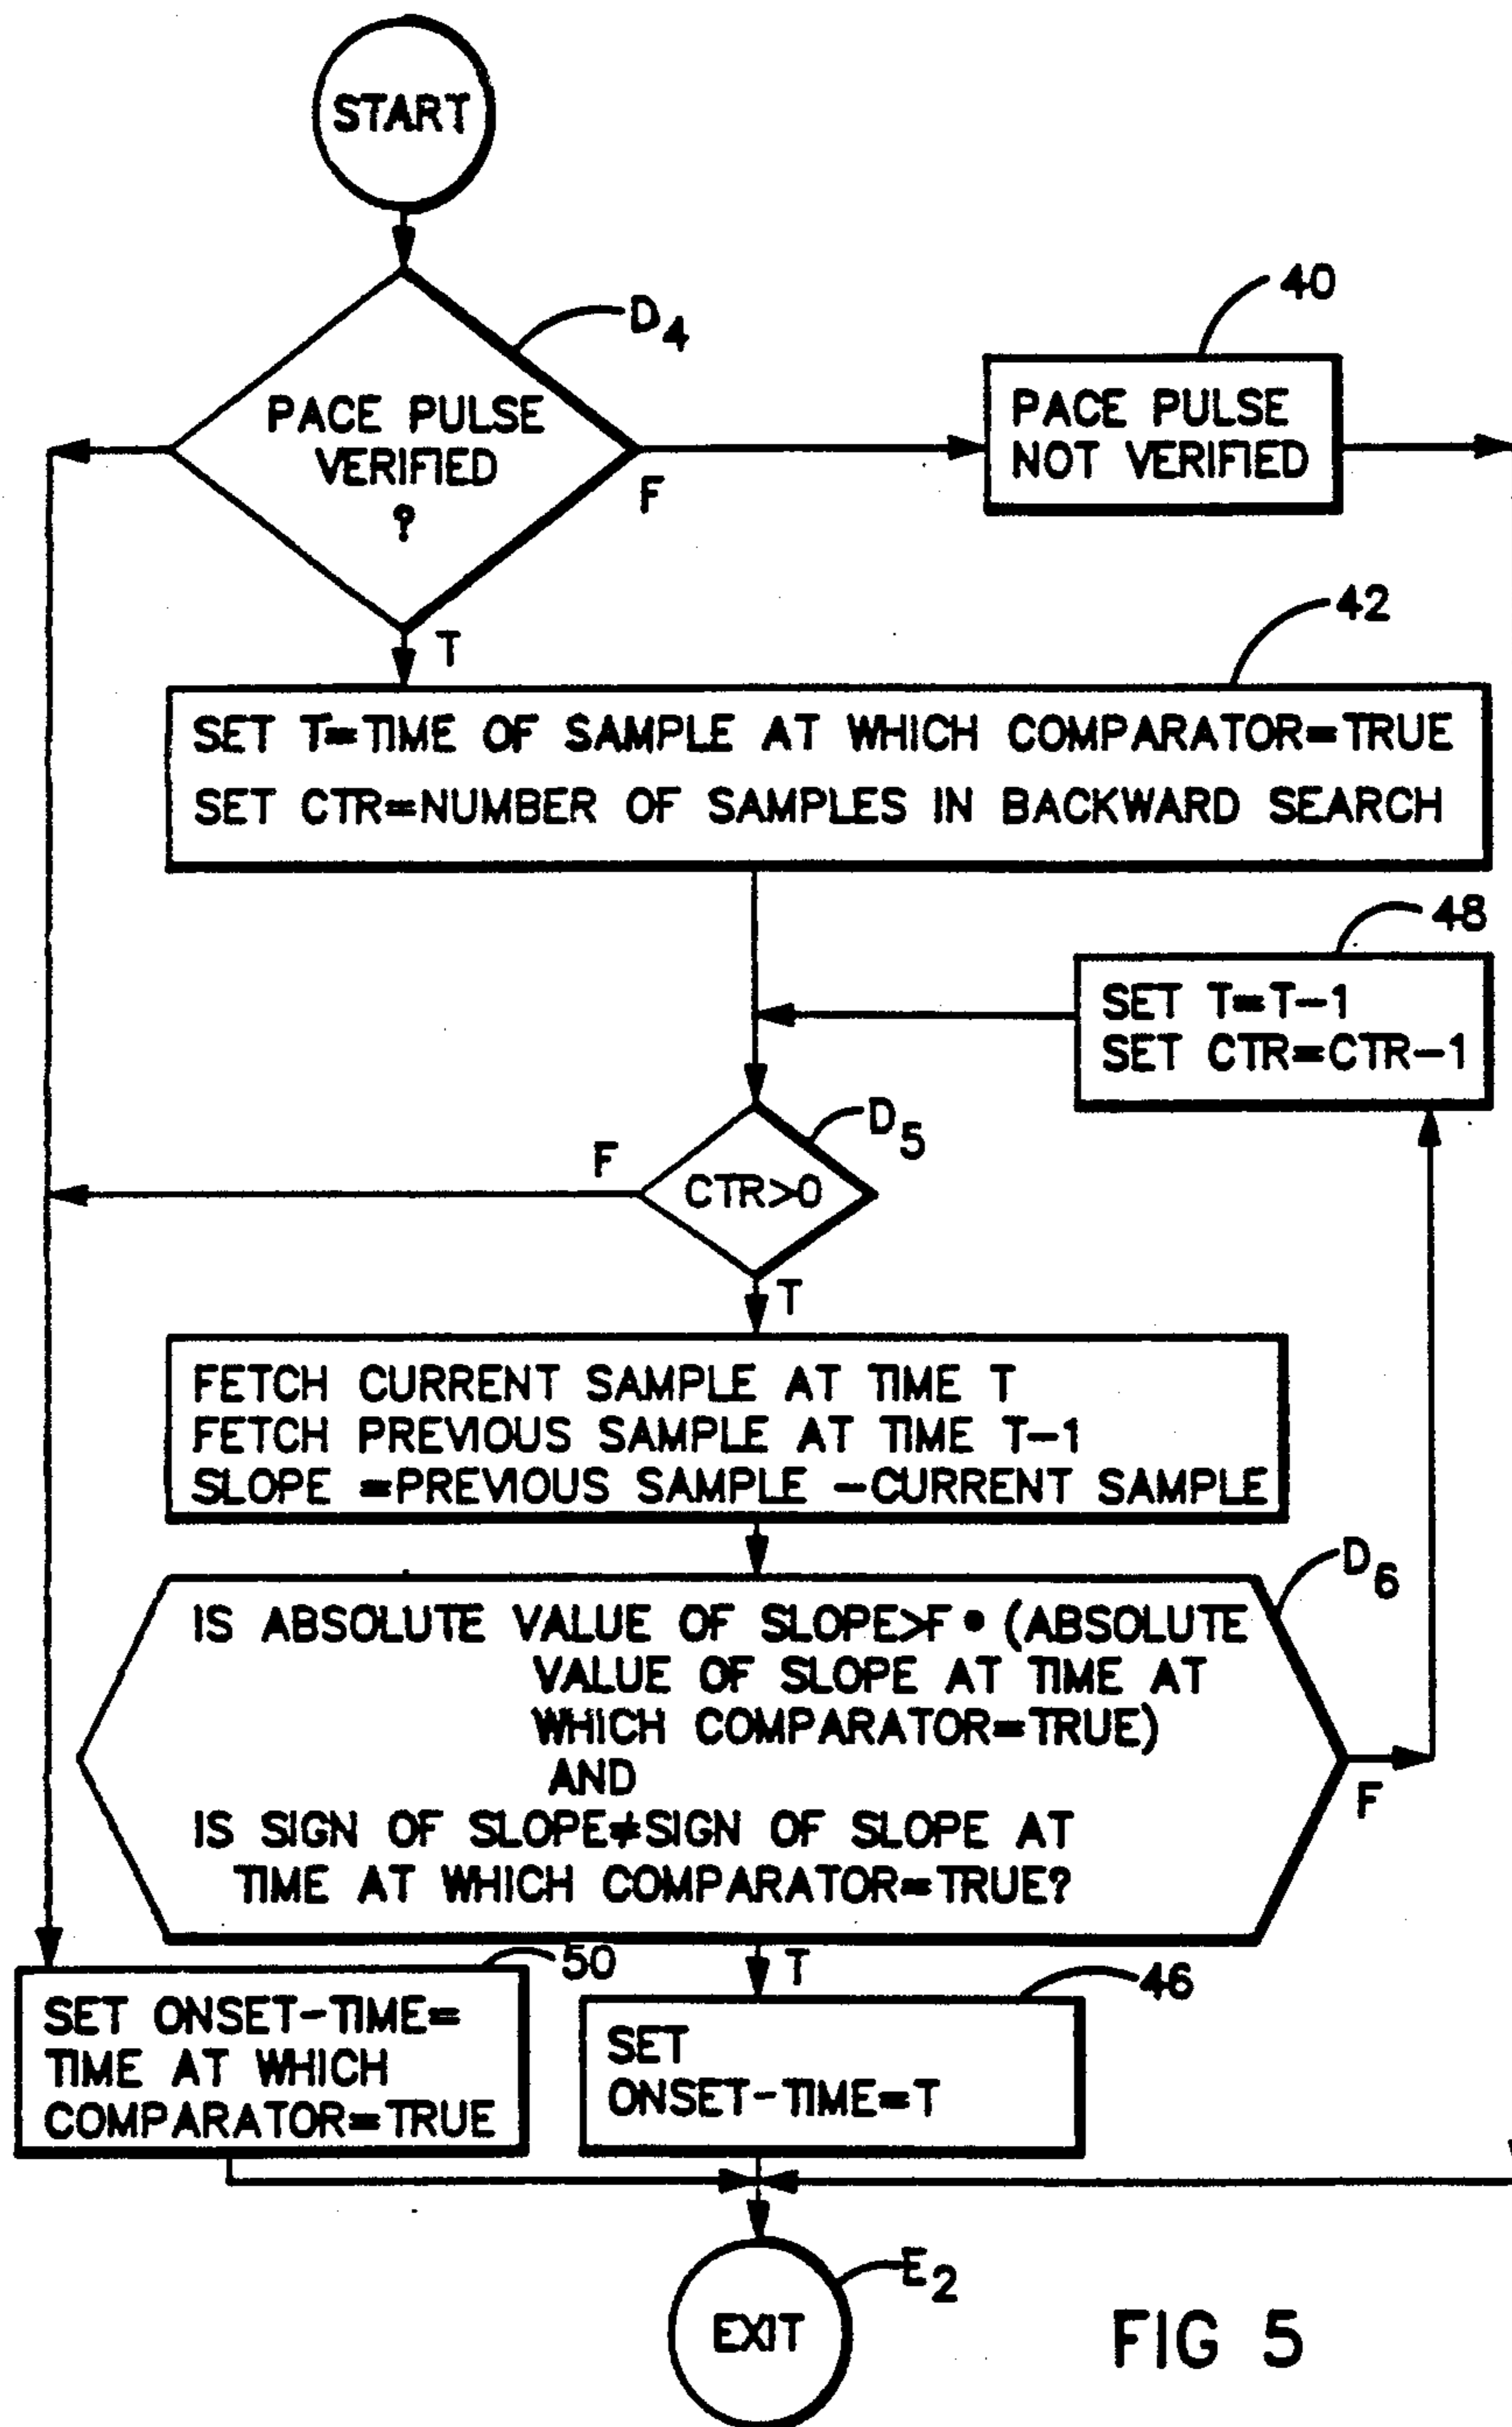 START
D4
PACE PULSE
VERIFIED
?
F
T
40
PACE PULSE
NOT VERIFIED
42
SET T=TIME OF SAMPLE AT WHICH COMPARATOR=TRUE
SET CTR=NUMBER OF SAMPLES IN BACKWARD SEARCH
48
SET T=T-1
SET CTR=CTR-1
D5
F
CTR>0
T
FETCH CURRENT SAMPLE AT TIME T
FETCH PREVIOUS SAMPLE AT TIME T-1
SLOPE =PREVIOUS SAMPLE -CURRENT SAMPLE
D6
IS ABSOLUTE VALUE OF SLOPE>F • (ABSOLUTE
VALUE OF SLOPE AT TIME AT
WHICH COMPARATOR=TRUE)
AND
IS SIGN OF SLOPE≠SIGN OF SLOPE AT
TIME AT WHICH COMPARATOR=TRUE?
F
T
50
SET ONSET-TIME=
TIME AT WHICH
COMPARATOR=TRUE
46
SET
ONSET-TIME=T
E2
EXIT
FIG 5